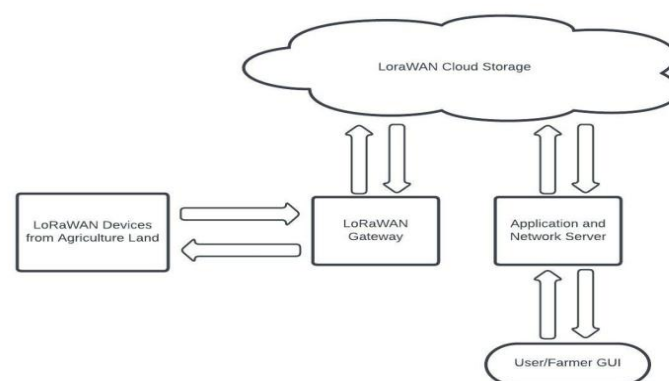 LoraWAN Cloud Storage
LoRaWAN Devices
from Agriculture Land
LoRaWAN
Gateway
Application and
Network Server
User/Farmer GUI